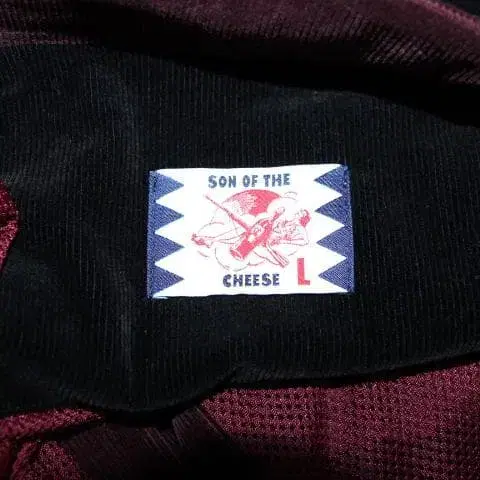 SON OF THE
CHEESE L